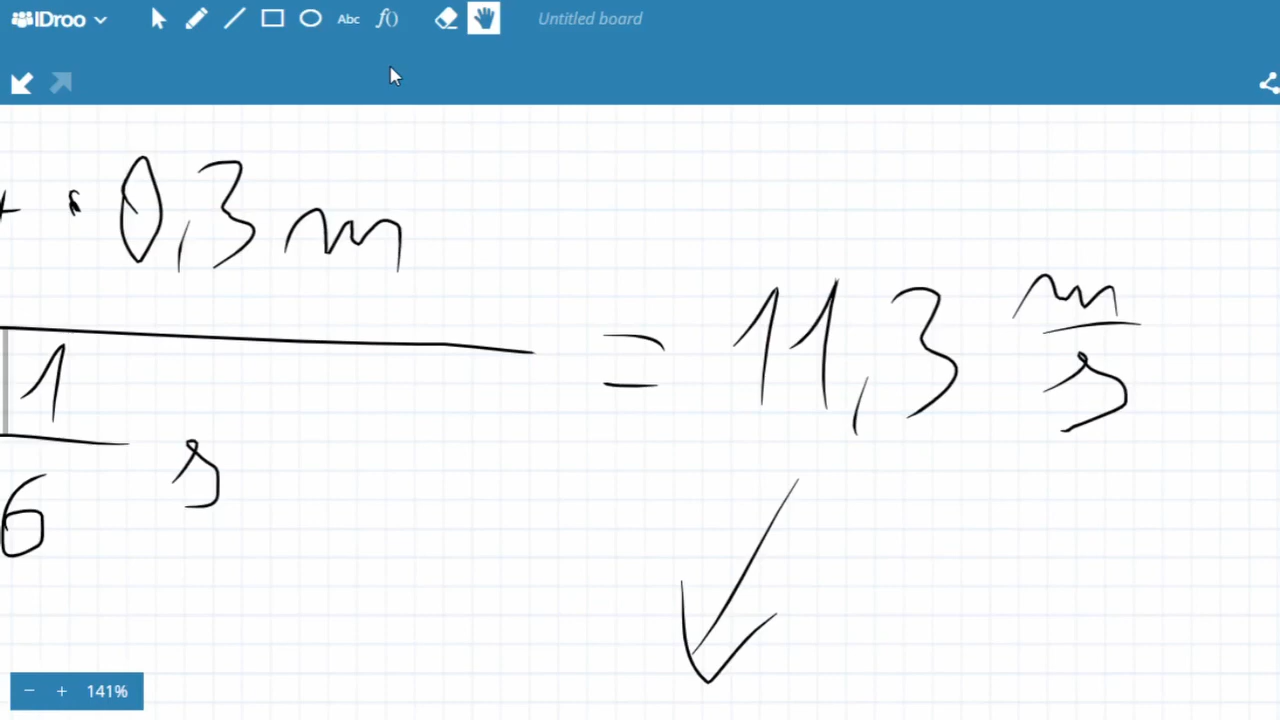 IDroo
Abc
f()
Untitled board
· 0,3 m
1
6
s
= 11,3 m/s
− + 141%